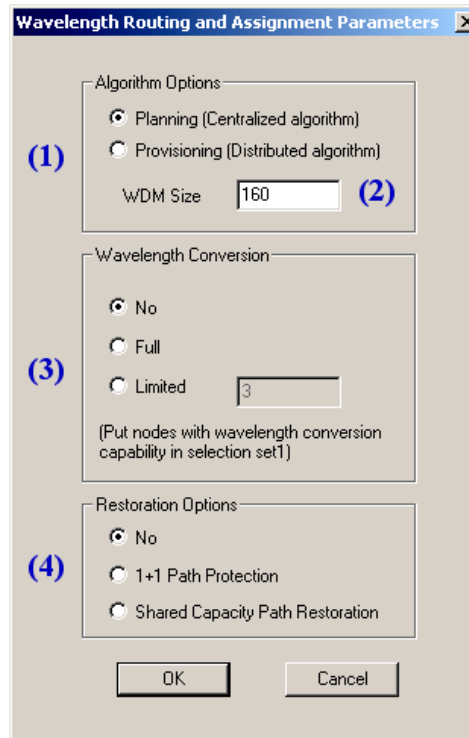 Wavelength Routing and Assignment Parameters
Algorithm Options
Planning (Centralized algorithm)
(1)
Provisioning (Distributed algorithm)
WDM Size 160 (2)
Wavelength Conversion
No
Full
(3)
Limited 3
(Put nodes with wavelength conversion
capability in selection set1)
Restoration Options
No
(4)
1+1 Path Protection
Shared Capacity Path Restoration
OK Cancel